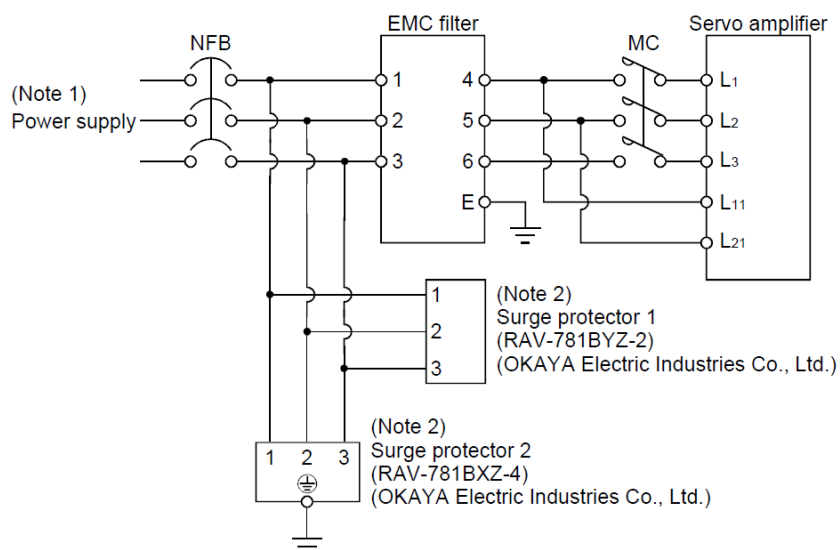 NFB
EMC filter
MC
Servo amplifier
(Note 1)
Power supply
1
2
3
4
5
6
E
L1
L2
L3
L11
L21
1
2
3
(Note 2)
Surge protector 1
(RAV-781BYZ-2)
(OKAYA Electric Industries Co., Ltd.)
1 2 3
(Note 2)
Surge protector 2
(RAV-781BXZ-4)
(OKAYA Electric Industries Co., Ltd.)